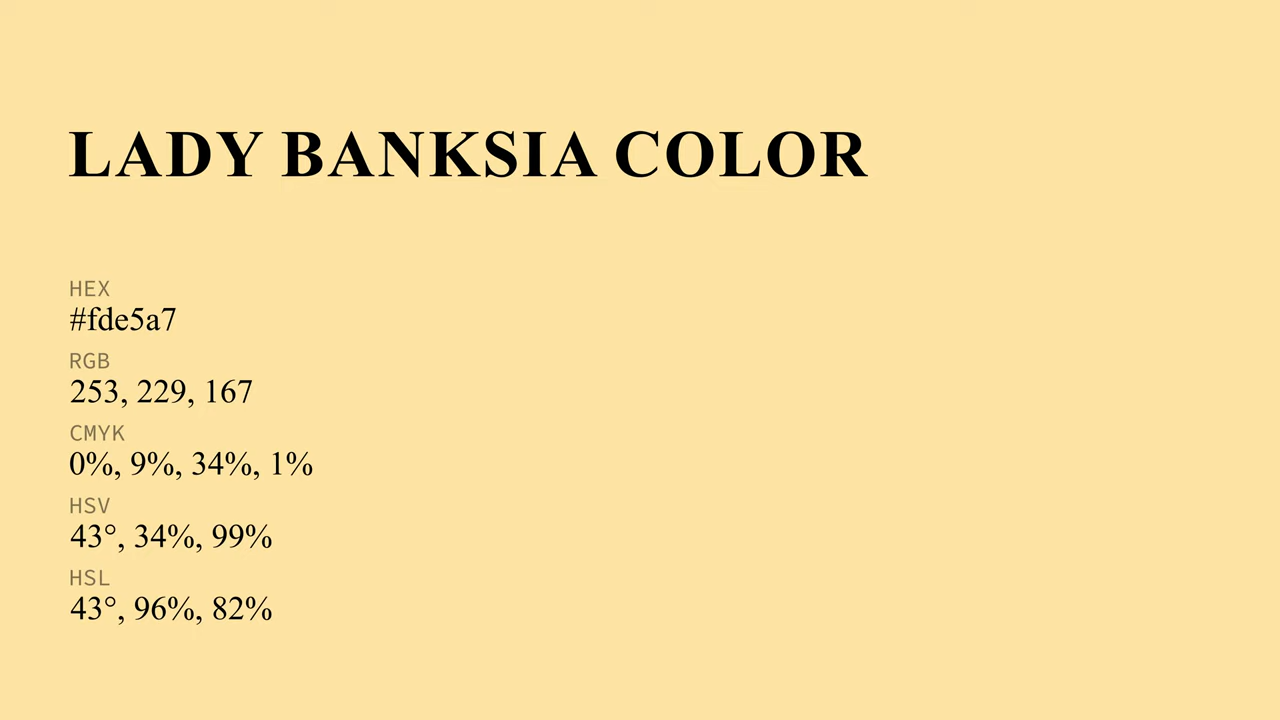 LADY BANKSIA COLOR
HEX
#fde5a7
RGB
253, 229, 167
CMYK
0%, 9%, 34%, 1%
HSV
43°, 34%, 99%
HSL
43°, 96%, 82%